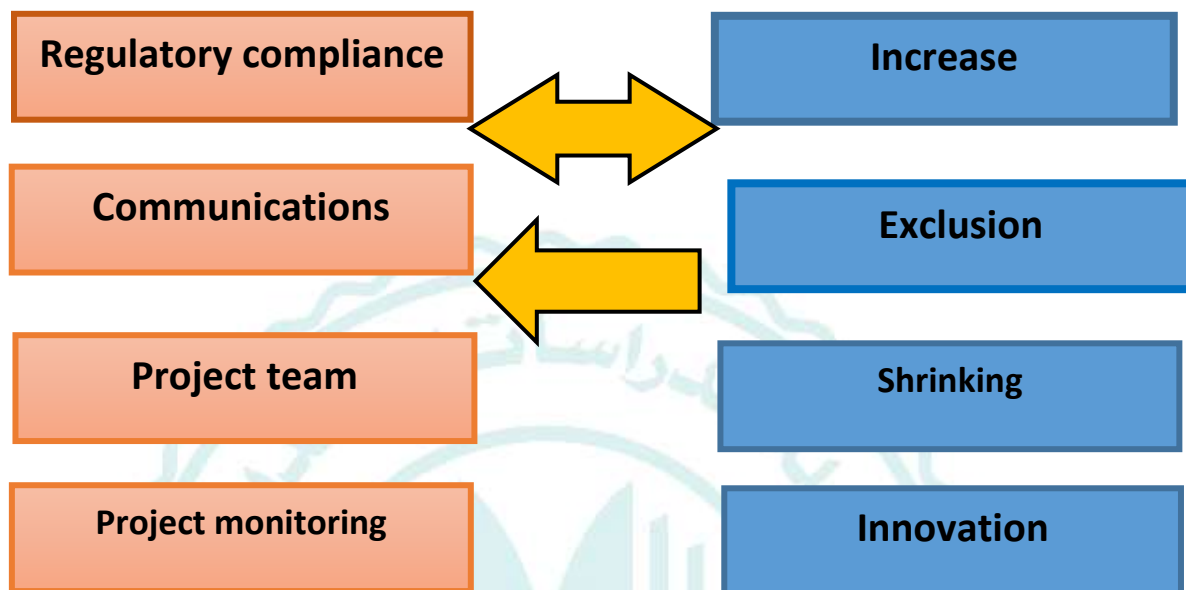 Regulatory compliance
Increase
Communications
Exclusion
Project team
Shrinking
Project monitoring
Innovation